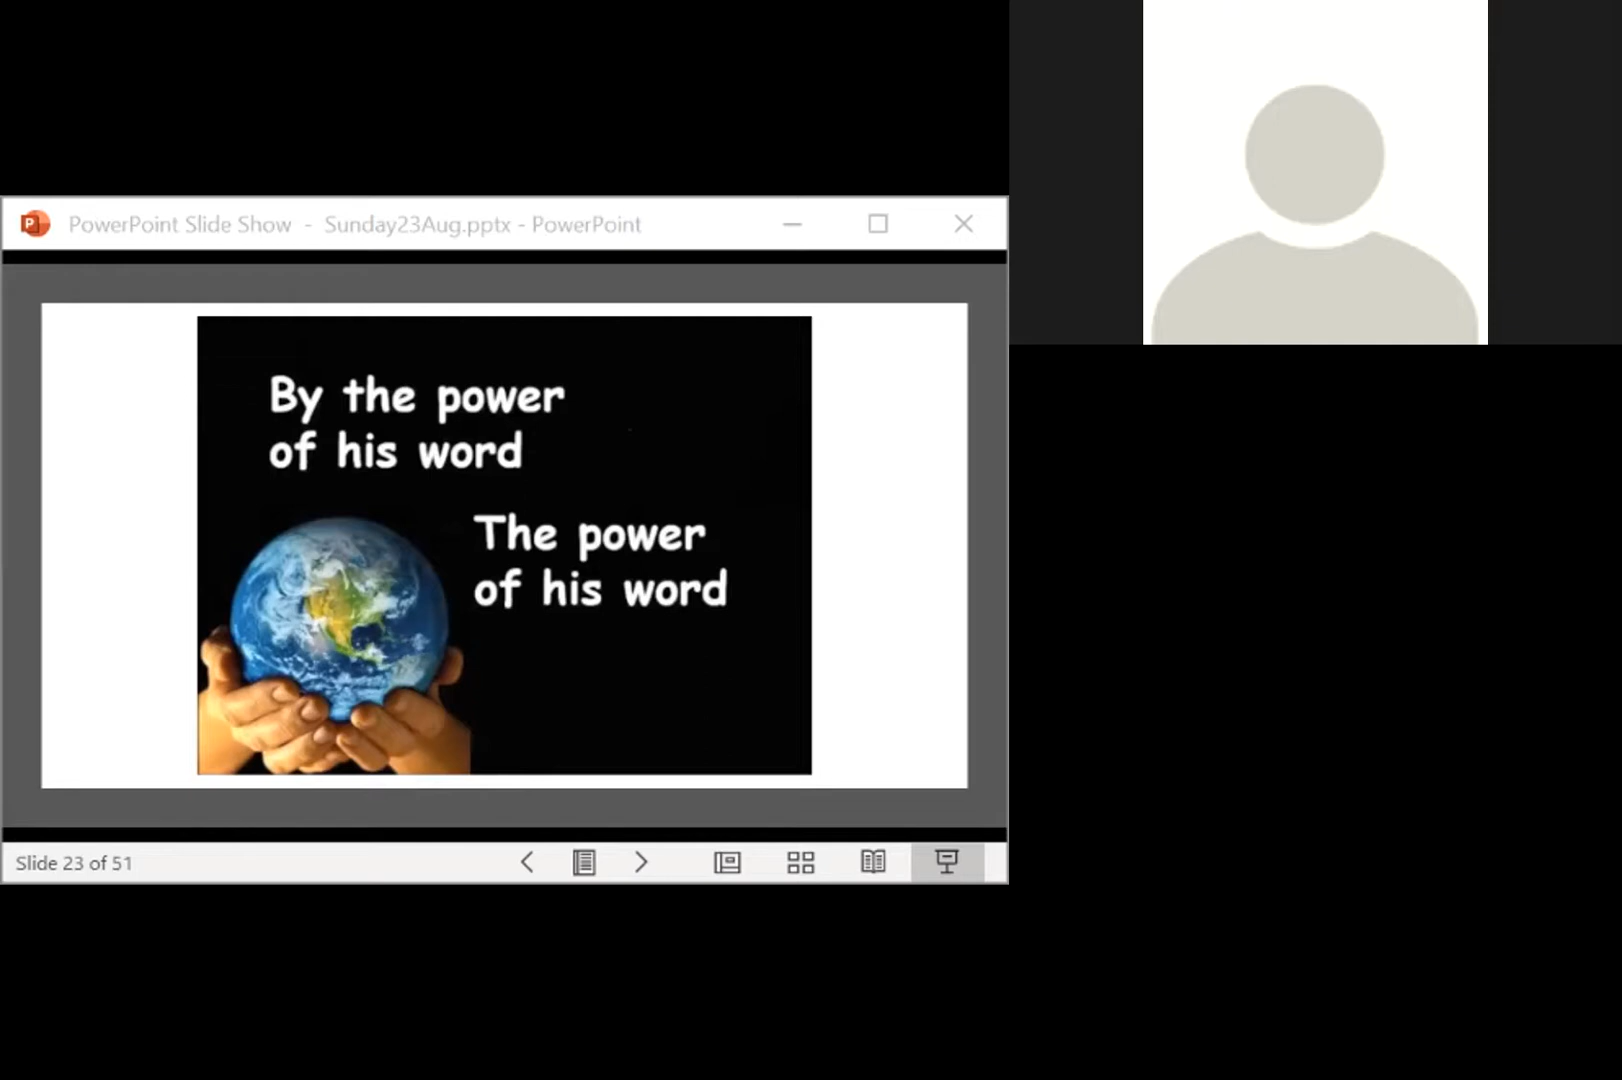 PowerPoint Slide Show - Sunday23Aug.pptx - PowerPoint
By the power
of his word
The power
of his word
Slide 23 of 51